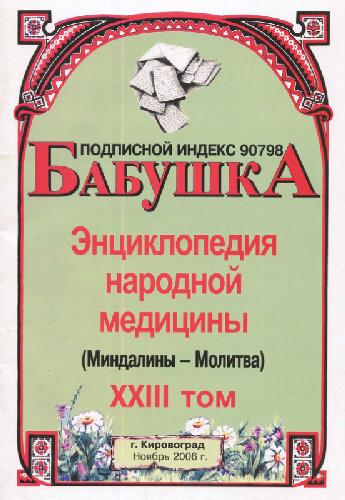 ПОДПИСНОЙ ИНДЕКС 90798
БАБУШКА
Энциклопедия
народной
медицины
(Миндалины – Молитва)
XXIII том
г. Кировоград
Ноябрь 2006 г.